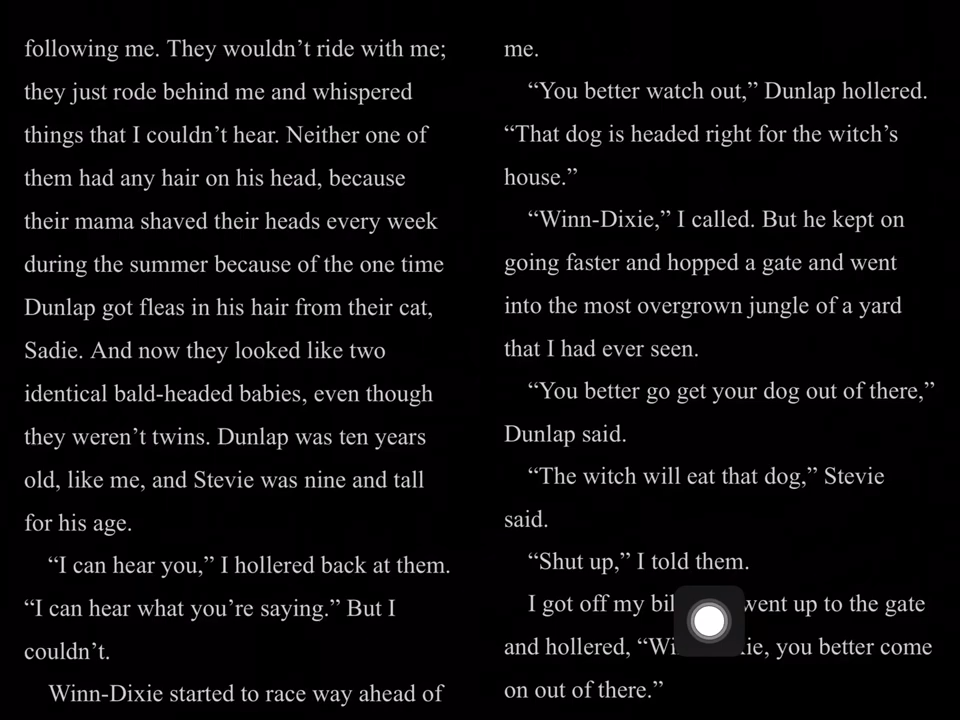 following me. They wouldn’t ride with me;
they just rode behind me and whispered
things that I couldn’t hear. Neither one of
them had any hair on his head, because
their mama shaved their heads every week
during the summer because of the one time
Dunlap got fleas in his hair from their cat,
Sadie. And now they looked like two
identical bald-headed babies, even though
they weren’t twins. Dunlap was ten years
old, like me, and Stevie was nine and tall
for his age.
“I can hear you,” I hollered back at them.
“I can hear what you’re saying.” But I
couldn’t.
Winn-Dixie started to race way ahead of
me.
“You better watch out,” Dunlap hollered.
“That dog is headed right for the witch’s
house.”
“Winn-Dixie,” I called. But he kept on
going faster and hopped a gate and went
into the most overgrown jungle of a yard
that I had ever seen.
“You better go get your dog out of there,”
Dunlap said.
“The witch will eat that dog,” Stevie
said.
“Shut up,” I told them.
I got off my went up to the gate
and hollered, you better come
on out of there.”